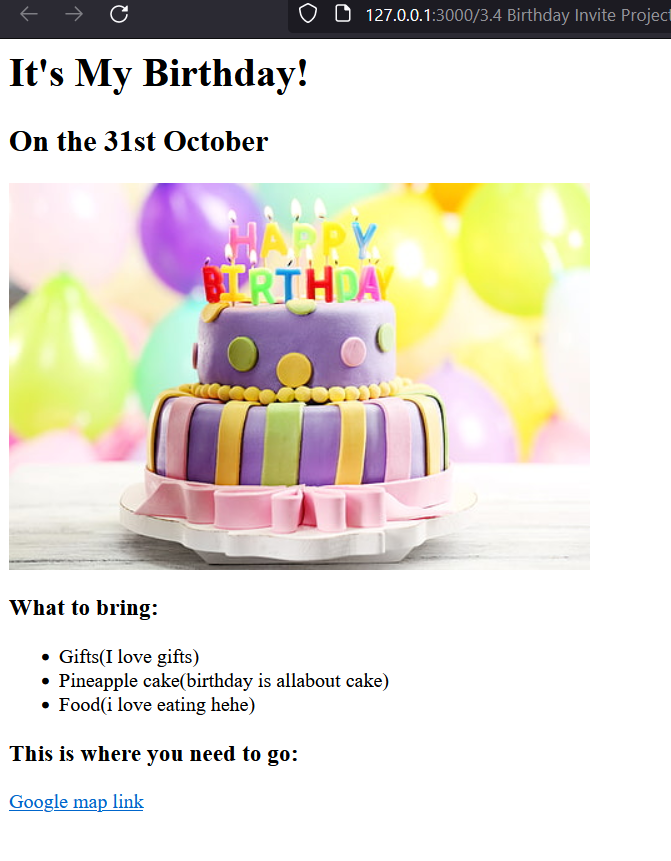 127.0.0.1:3000/3.4 Birthday Invite Project
It's My Birthday!
On the 31st October
HAPPY
BIRTHDAY
What to bring:
Gifts(I love gifts)
Pineapple cake(birthday is allabout cake)
Food(i love eating hehe)
This is where you need to go:
Google map link